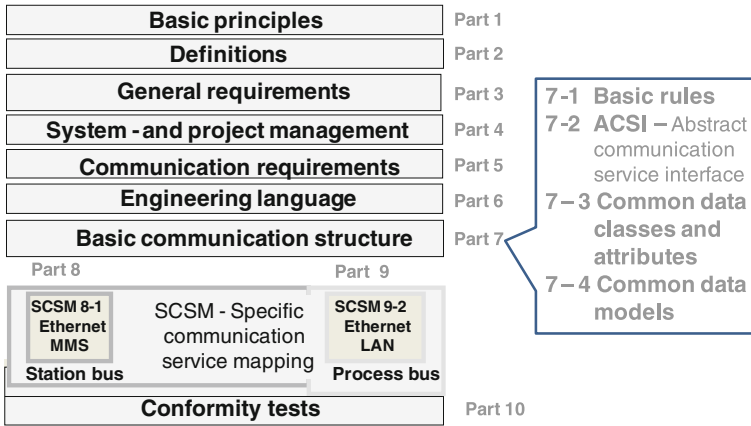 Basic principles Part 1
Definitions Part 2
General requirements Part 3
System - and project management Part 4
Communication requirements Part 5
Engineering language Part 6
Basic communication structure Part 7
7-1 Basic rules
7-2 ACSI – Abstract
communication
service interface
7–3 Common data
classes and
attributes
7–4 Common data
models
Part 8
Part 9
SCSM 8-1
Ethernet
MMS
Station bus
SCSM - Specific
communication
service mapping
SCSM 9-2
Ethernet
LAN
Process bus
Conformity tests Part 10